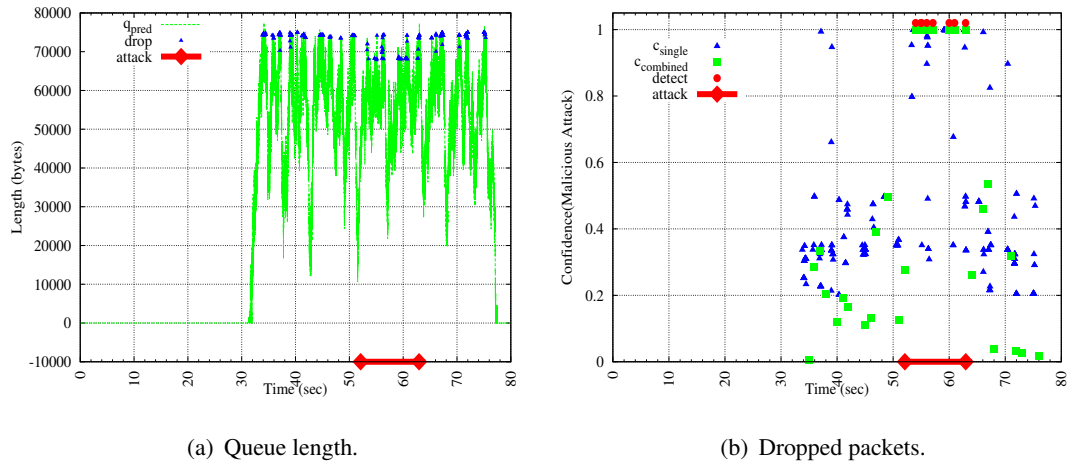 q_pred
drop
attack
80000
70000
60000
50000
40000
30000
20000
10000
0
-10000
Length (bytes)
0
10
20
30
40
50
60
70
80
Time (sec)
(a) Queue length.
c_single
c_combined
detect
attack
1
0.8
0.6
0.4
0.2
0
Confidence(Malicious Attack)
0
10
20
30
40
50
60
70
80
Time (sec)
(b) Dropped packets.